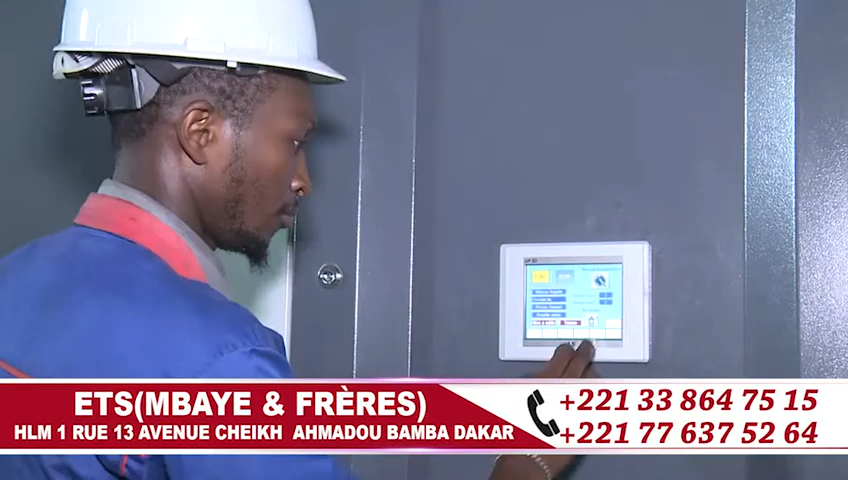 ETS(MBAYE & FRÈRES)
HLM 1 RUE 13 AVENUE CHEIKH AHMADOU BAMBA DAKAR
+221 33 864 75 15
+221 77 637 52 64